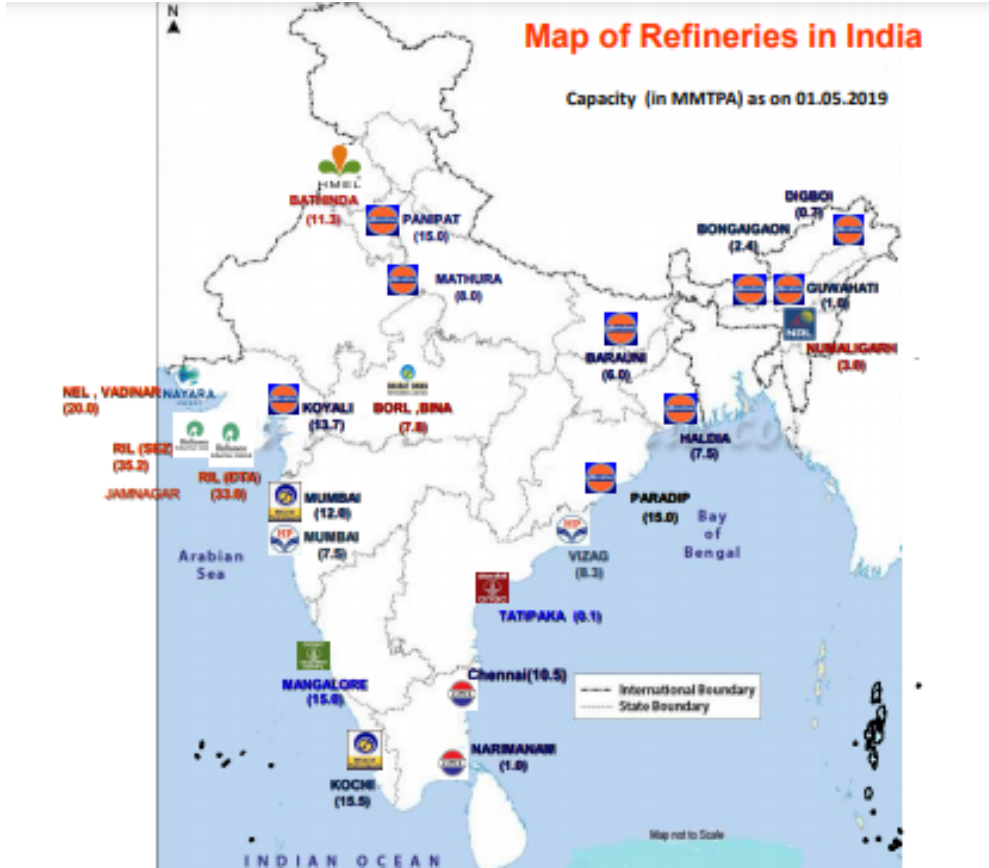 N
Map of Refineries in India
Capacity (in MMTPA) as on 01.05.2019
HMEL
BATHINDA
(11.3)
PANIPAT
(15.0)
DIGBOI
(0.7)
BONGAIGAON
(2.4)
MATHURA
(8.0)
GUWAHATI
(1.0)
NRL
NUMALIGARH
(3.0)
BARAUNI
(6.0)
NEL , VADINAR
(20.0)
NAYARA
KOYALI
(13.7)
BORL ,BINA
(7.8)
HALDIA
(7.5)
Reliance
Reliance
RIL (SEZ)
(35.2)
RIL (DTA)
(33.0)
JAMNAGAR
MUMBAI
(12.0)
PARADIP
(15.0)
HP
MUMBAI
(7.5)
HP
VIZAG
(8.3)
Bay
of
Bengal
Arabian
Sea
TATIPAKA (0.1)
MANGALORE
(15.0)
Chennai(10.5)
International Boundary
State Boundary
NARIMANAM
(1.0)
KOCHI
(15.5)
Map not to Scale
INDIAN OCEAN